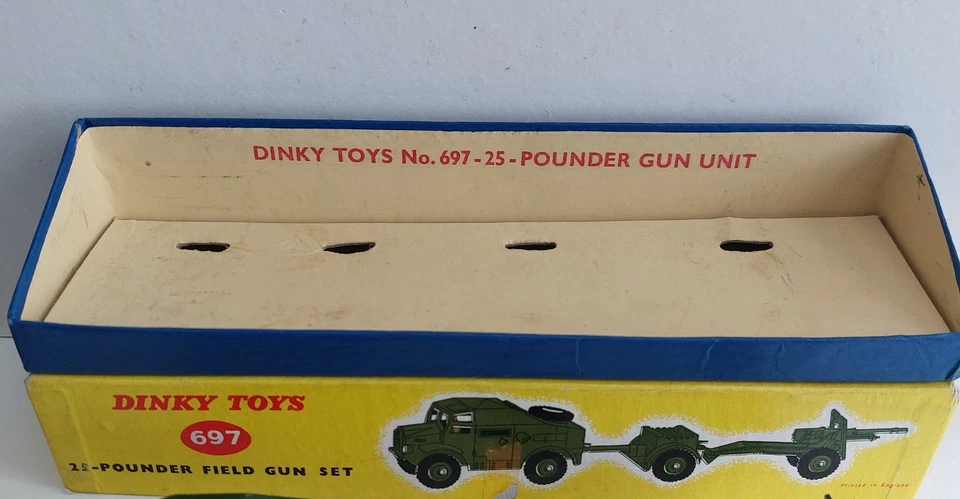 DINKY TOYS No. 697-25-POUNDER GUN UNIT
DINKY TOYS
697
25-POUNDER FIELD GUN SET
Printed in England